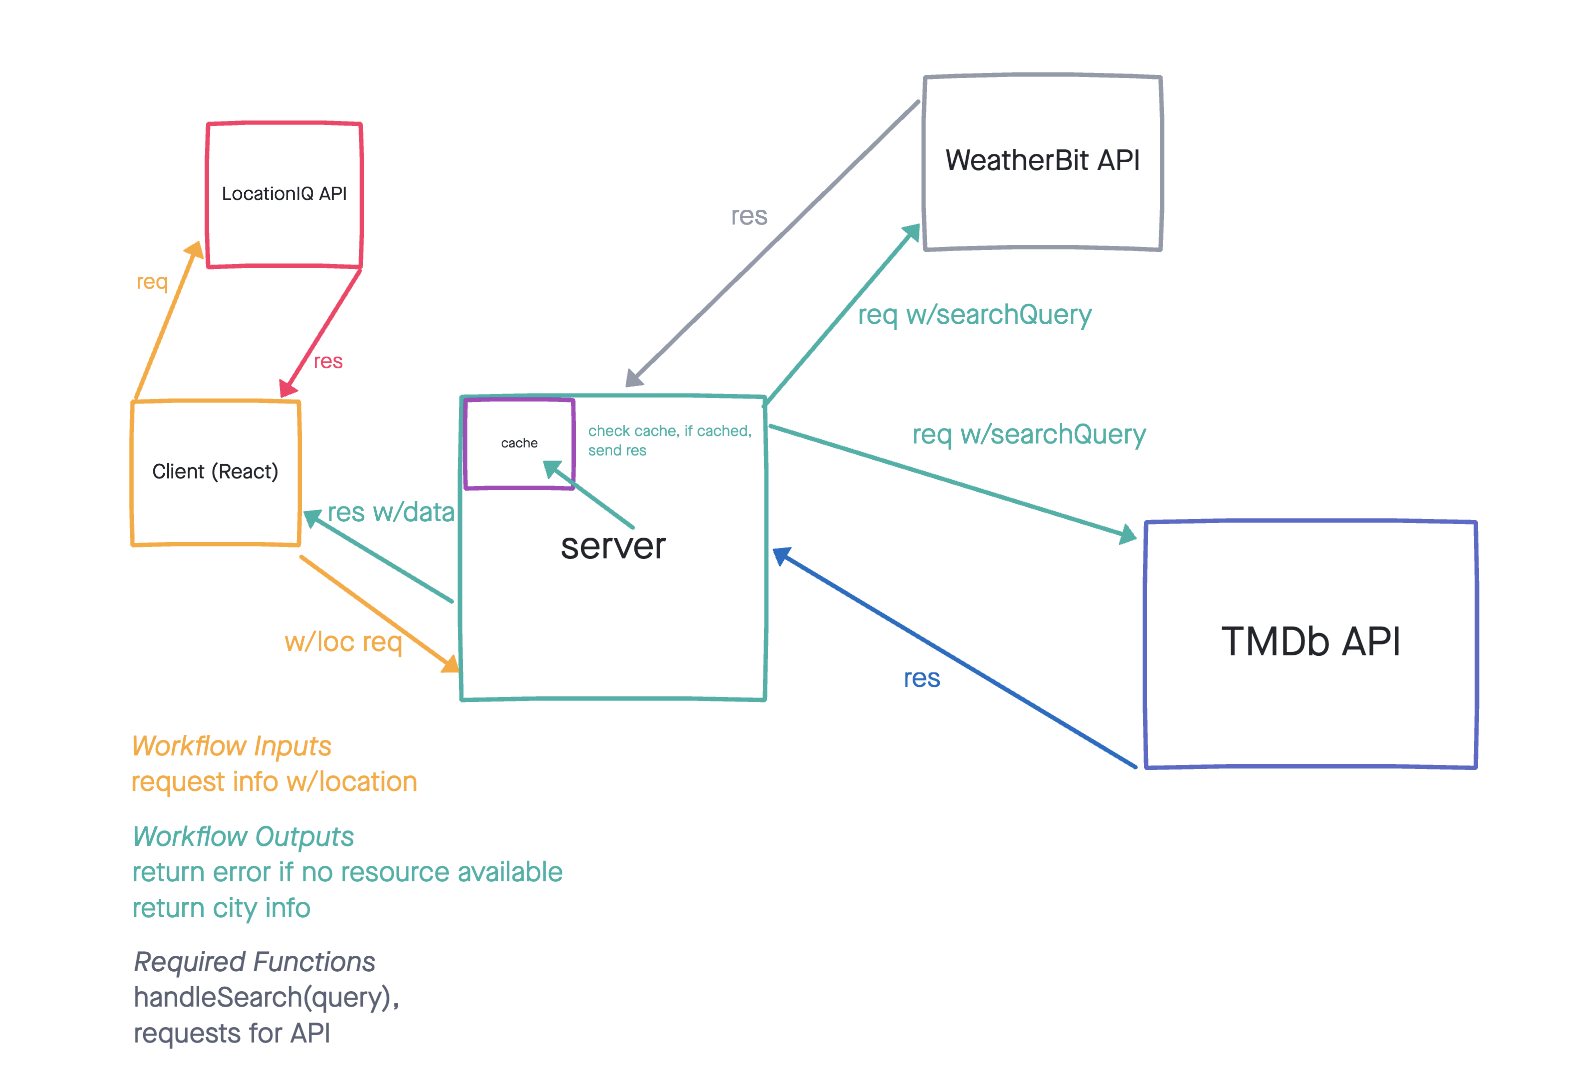 WeatherBit API
LocationIQ API
res
req
req w/searchQuery
res
cache
check cache, if cached,
send res
req w/searchQuery
Client (React)
res w/data
server
w/loc req
TMDb API
res
Workflow Inputs
request info w/location
Workflow Outputs
return error if no resource available
return city info
Required Functions
handleSearch(query),
requests for API